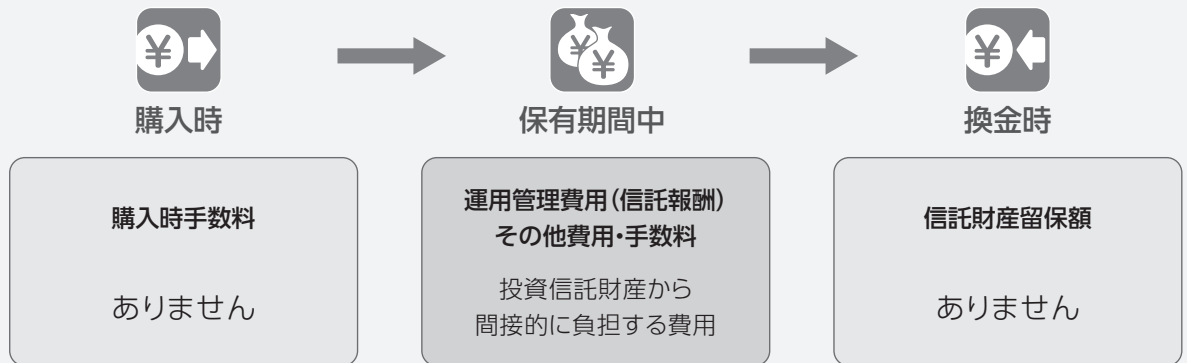 ¥
¥
¥
¥
購入時
保有期間中
換金時
購入時手数料
ありません
運用管理費用(信託報酬)
その他費用・手数料
投資信託財産から
間接的に負担する費用
信託財産留保額
ありません